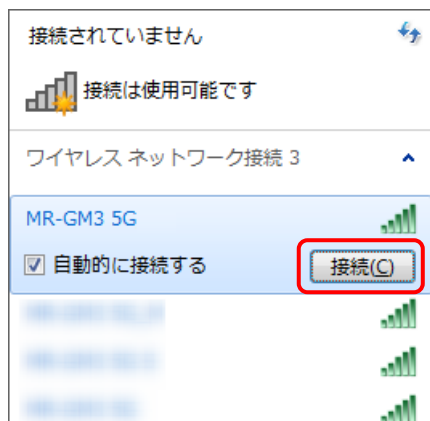 接続されていません
接続は使用可能です
ワイヤレス ネットワーク接続 3
MR-GM3 5G
自動的に接続する
接続(C)